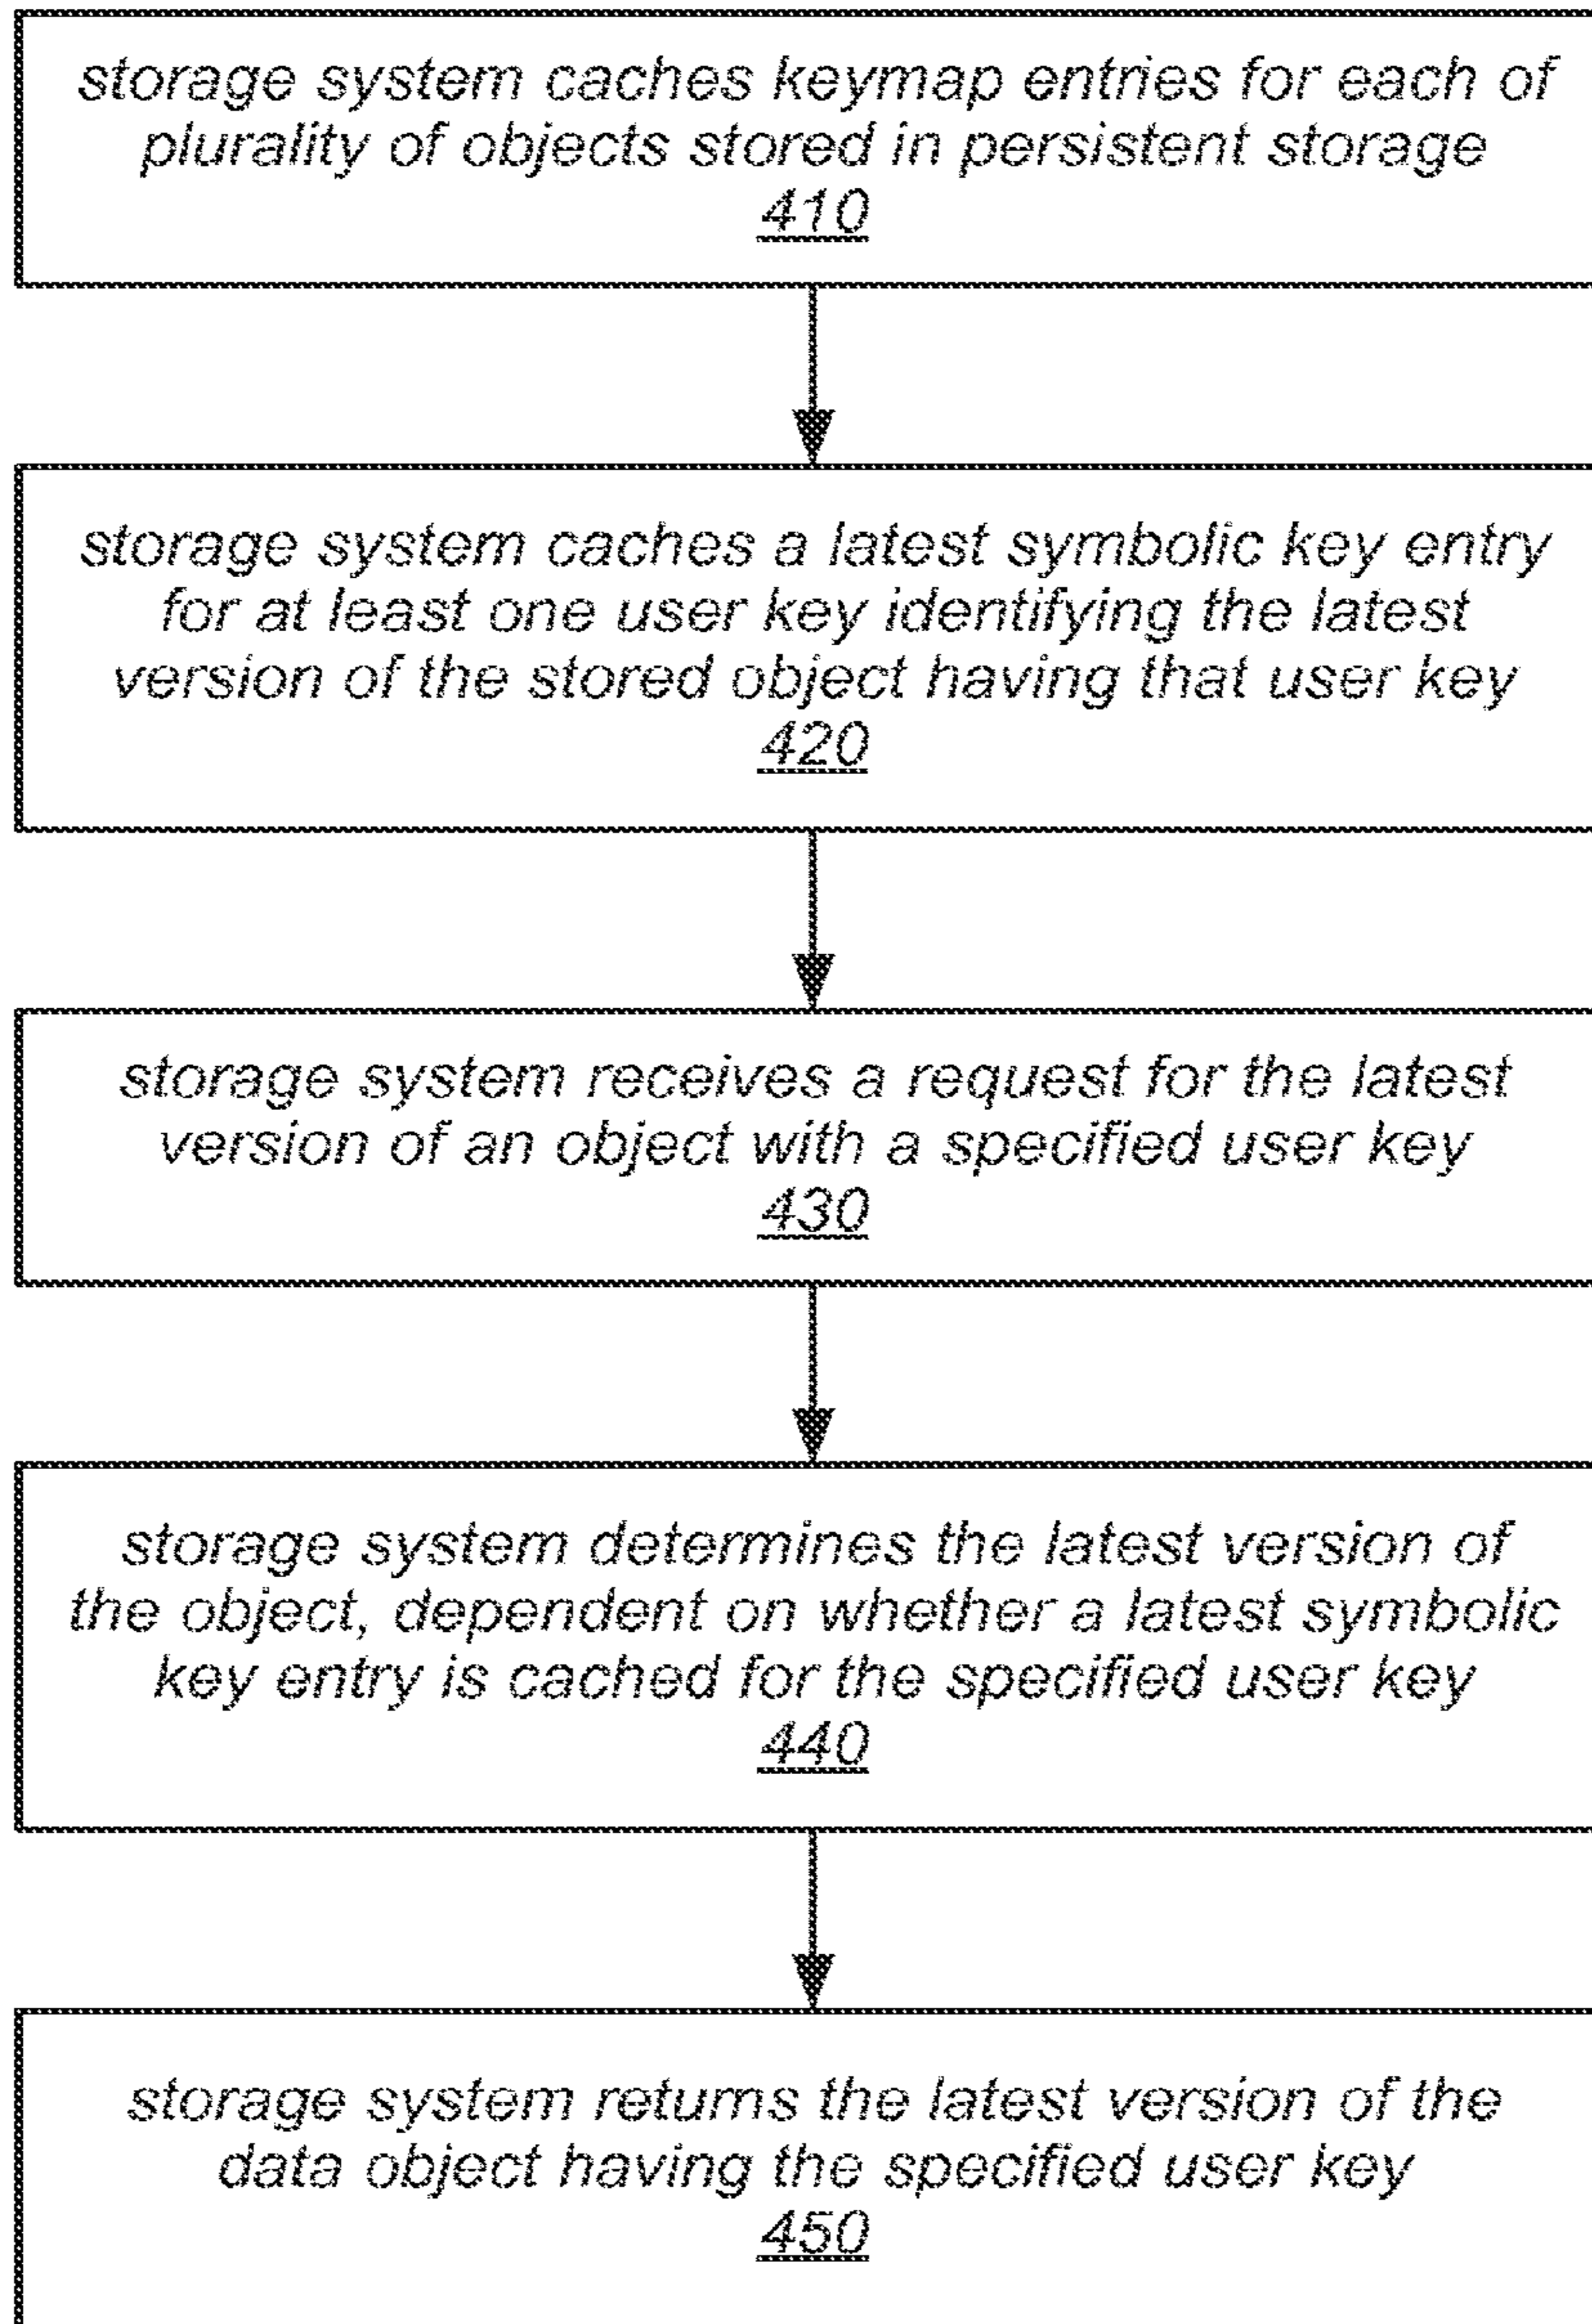 storage system caches keymap entries for each of
plurality of objects stored in persistent storage
410
storage system caches a latest symbolic key entry
for at least one user key identifying the latest
version of the stored object having that user key
420
storage system receives a request for the latest
version of an object with a specified user key
430
storage system determines the latest version of
the object, dependent on whether a latest symbolic
key entry is cached for the specified user key
440
storage system returns the latest version of the
data object having the specified user key
450